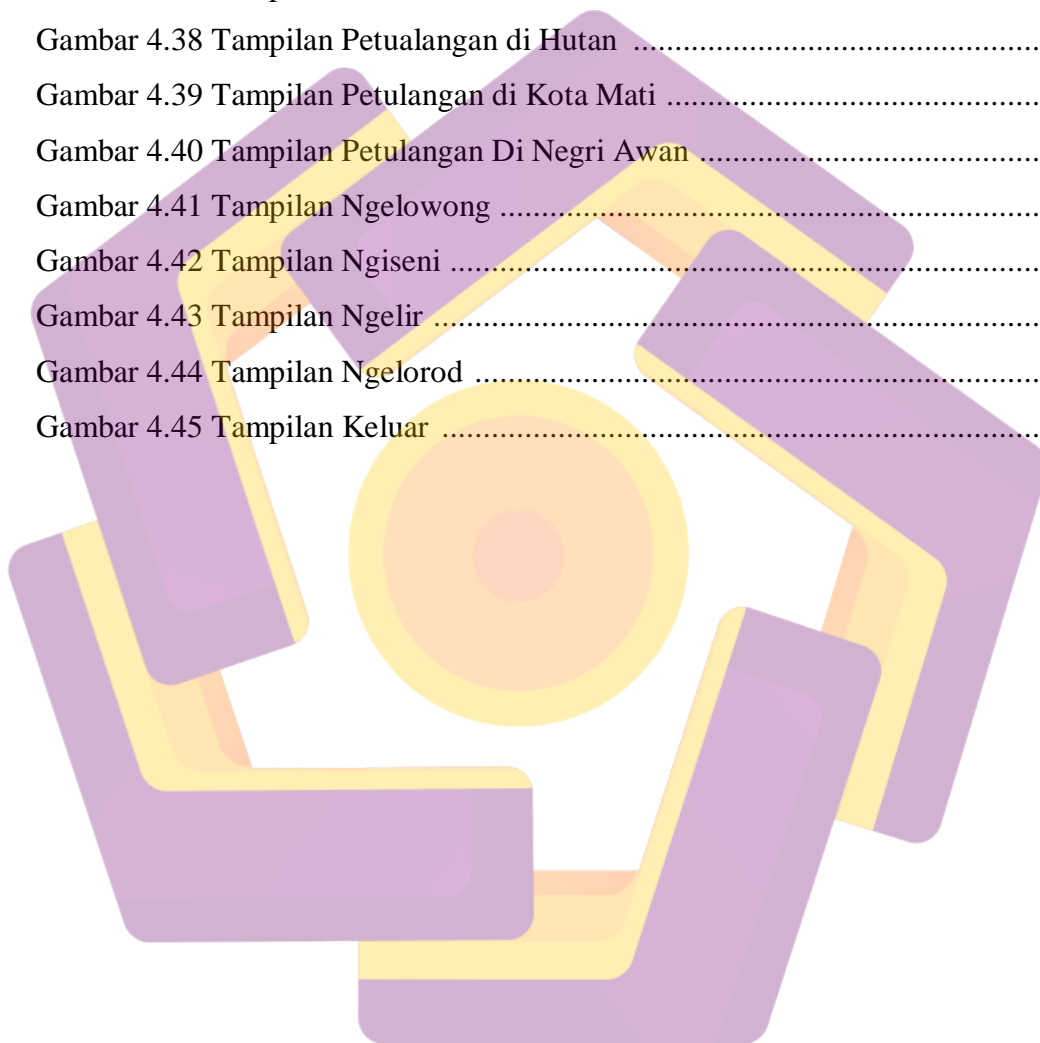 Gambar 4.38 Tampilan Petualangan di Hutan ..................................................
Gambar 4.39 Tampilan Petulangan di Kota Mati ..............................................
Gambar 4.40 Tampilan Petulangan Di Negri Awan ..........................................
Gambar 4.41 Tampilan Ngelowong ...................................................................
Gambar 4.42 Tampilan Ngiseni .........................................................................
Gambar 4.43 Tampilan Ngelir ...........................................................................
Gambar 4.44 Tampilan Ngelorod ......................................................................
Gambar 4.45 Tampilan Keluar ..........................................................................